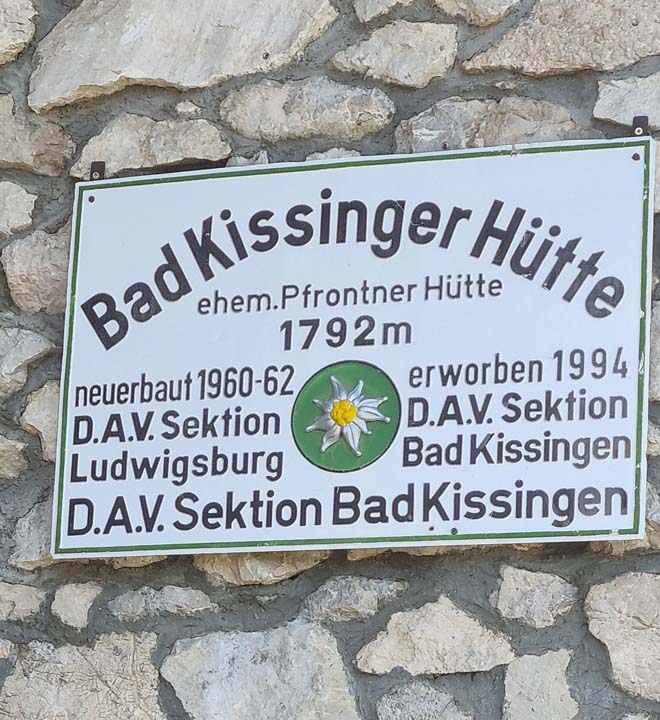 Bad Kissinger Hütte
ehem. Pfrontner Hütte
1792m
neuerbaut 1960-62
D.A.V. Sektion
Ludwigsburg
erworben 1994
D.A.V. Sektion
Bad Kissingen
D.A.V. Sektion Bad Kissingen